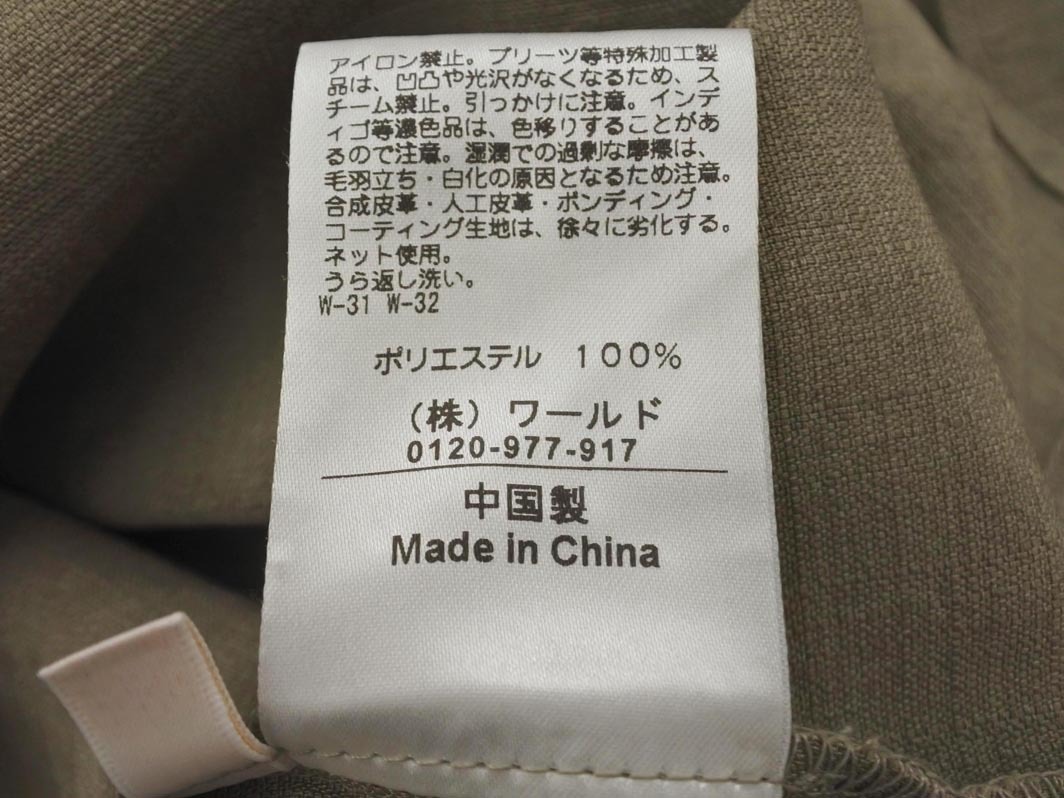 アイロン禁止。プリーツ等特殊加工製
品は、凹凸や光沢がなくなるため、ス
チーム禁止。引っかけに注意。インデ
ィゴ等濃色品は、色移りすることがあ
るので注意。湿潤での過剰な摩擦は、
毛羽立ち・白化の原因となるため注意。
合成皮革・人工皮革・ボンディング・
コーティング生地は、徐々に劣化する。
ネット使用。
うら返し洗い。
W-31 W-32
ポリエステル 100%
(株) ワールド
0120-977-917
中国製
Made in China